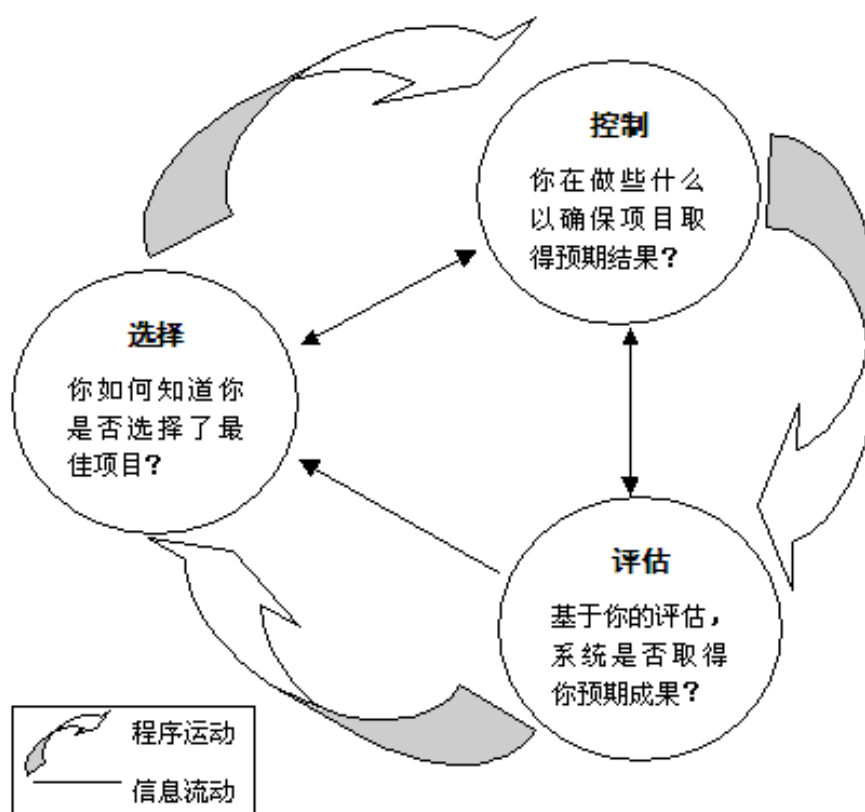 控制
你在做些什么
以确保项目取
得预期结果？
选择
你如何知道你
是否选择了最
佳项目？
评估
基于你的评估，
系统是否取得
你预期成果？
程序运动
信息流动